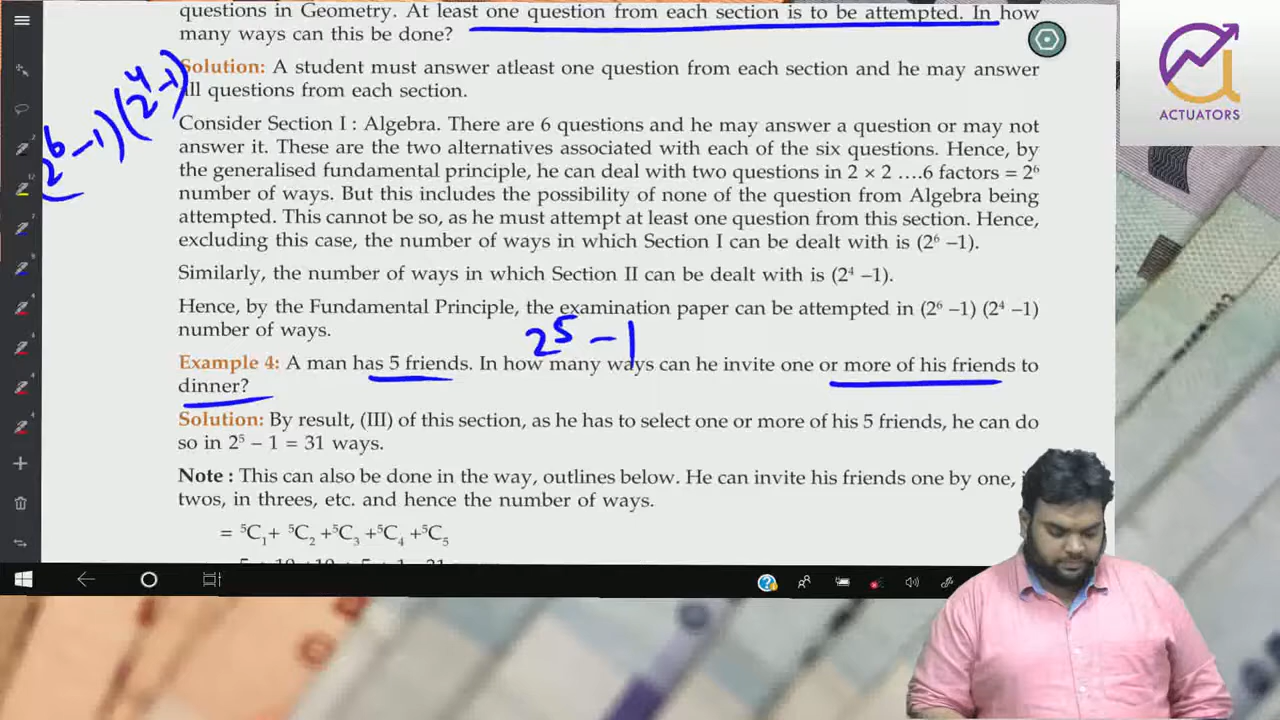 questions in Geometry. At least one question from each section is to be attempted. In how
many ways can this be done?
Solution: A student must answer atleast one question from each section and he may answer
all questions from each section.
Consider Section I : Algebra. There are 6 questions and he may answer a question or may not
answer it. These are the two alternatives associated with each of the six questions. Hence, by
the generalised fundamental principle, he can deal with two questions in 2 × 2 ….6 factors = 2⁶
number of ways. But this includes the possibility of none of the question from Algebra being
attempted. This cannot be so, as he must attempt at least one question from this section. Hence,
excluding this case, the number of ways in which Section I can be dealt with is (2⁶ –1).
Similarly, the number of ways in which Section II can be dealt with is (2⁴ –1).
Hence, by the Fundamental Principle, the examination paper can be attempted in (2⁶ –1) (2⁴ –1)
number of ways.
Example 4: A man has 5 friends. In how many ways can he invite one or more of his friends to
dinner?
Solution: By result, (III) of this section, as he has to select one or more of his 5 friends, he can do
so in 2⁵ – 1 = 31 ways.
Note : This can also be done in the way, outlines below. He can invite his friends one by one,
twos, in threes, etc. and hence the number of ways.
= ⁵C₁+ ⁵C₂ +⁵C₃ +⁵C₄ +⁵C₅
(2⁶ -1) (2⁴ -1)
2⁵ - 1
ACTUATORS